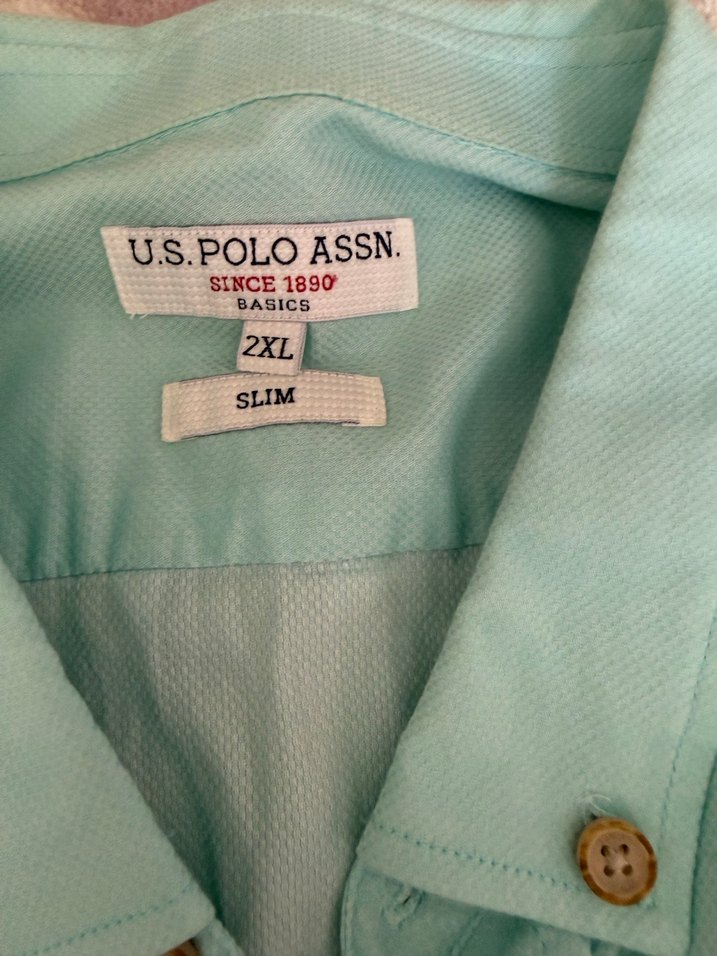 U.S. POLO ASSN.
SINCE 1890
BASICS
2XL
SLIM